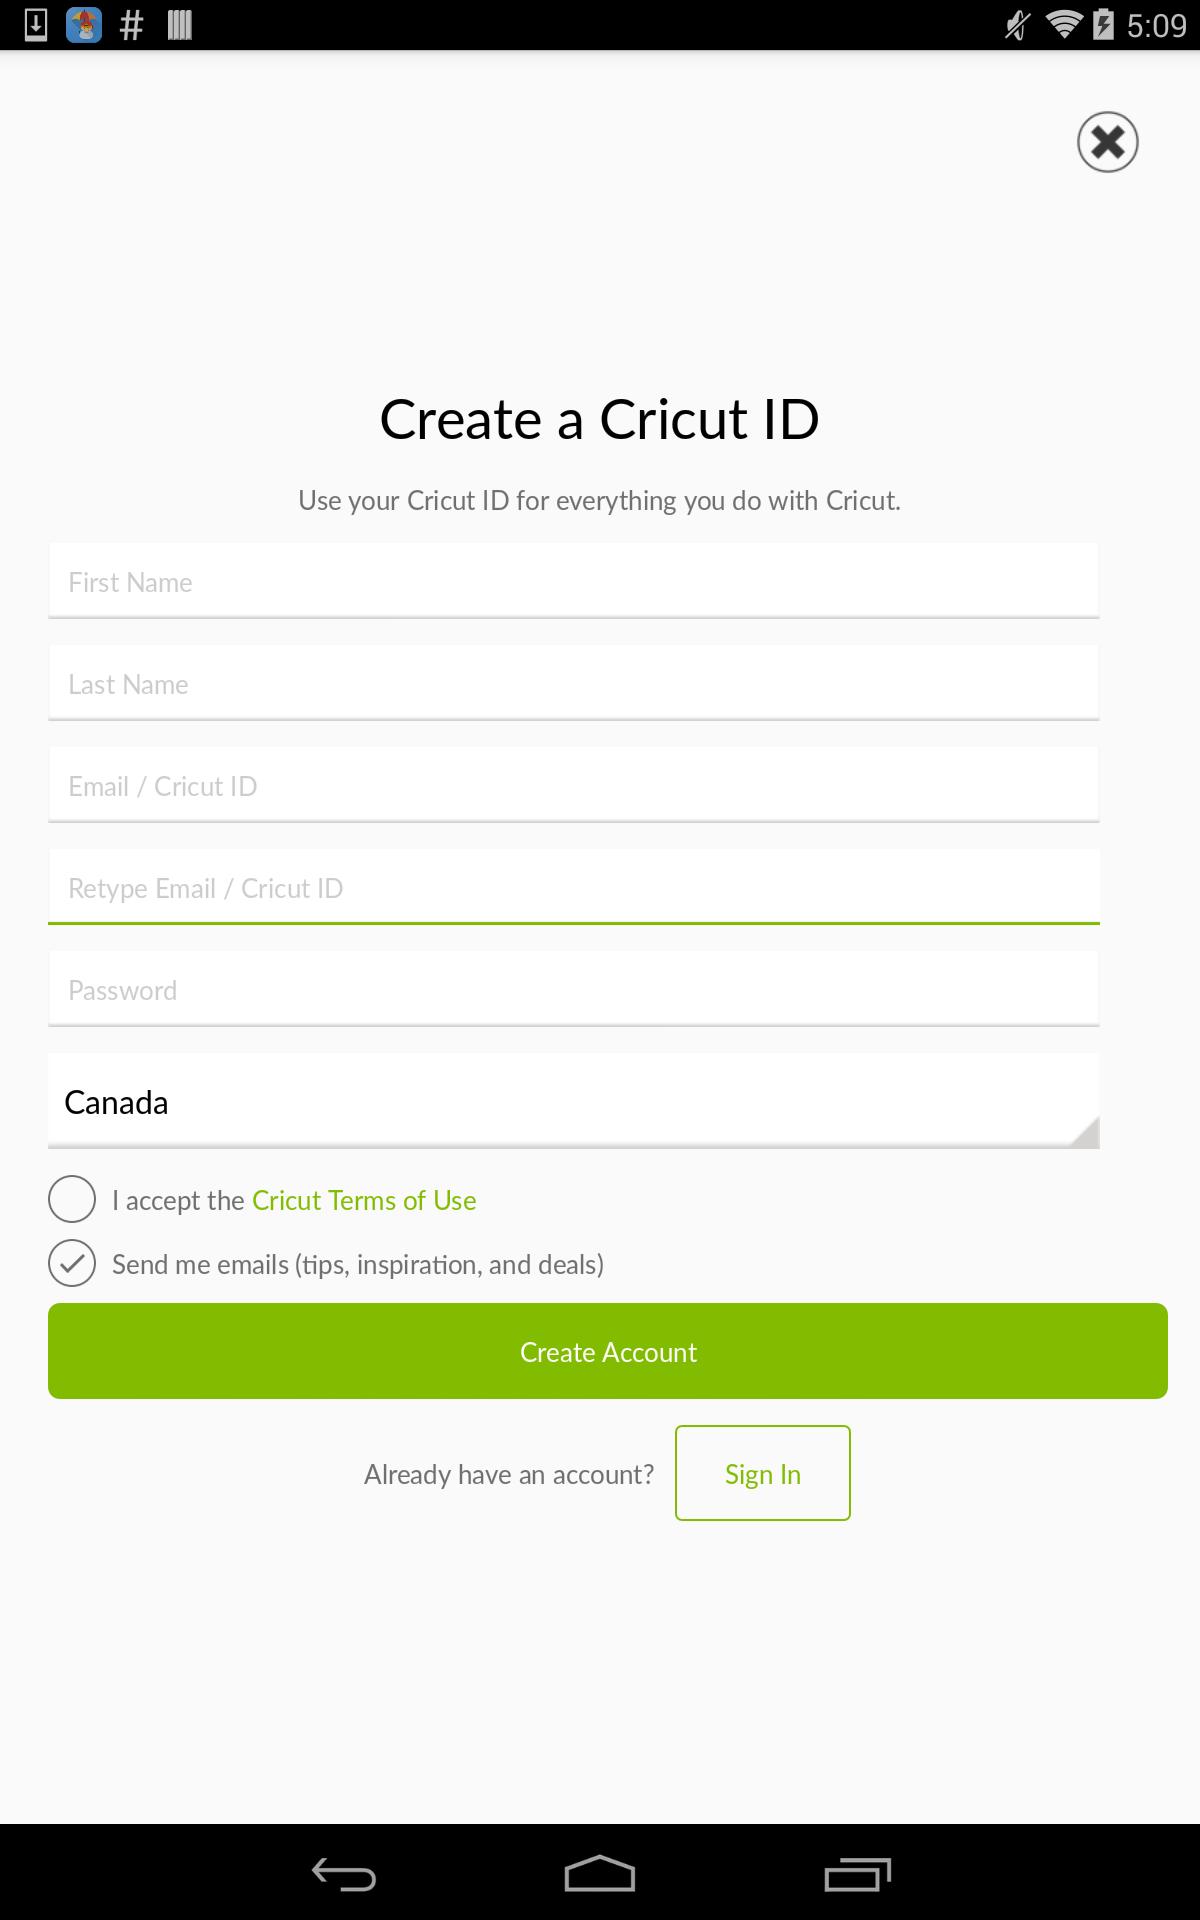 5:09
Create a Cricut ID
Use your Cricut ID for everything you do with Cricut.
First Name
Last Name
Email / Cricut ID
Retype Email / Cricut ID
Password
Canada
I accept the Cricut Terms of Use
Send me emails (tips, inspiration, and deals)
Create Account
Already have an account? Sign In